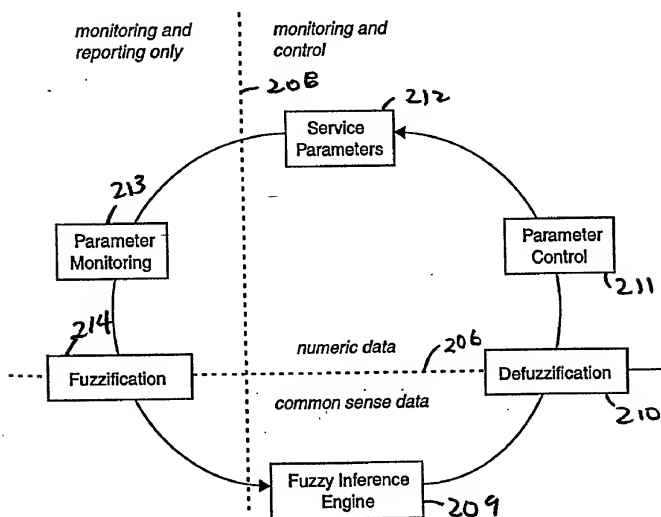 monitoring and
reporting only
monitoring and
control
208
212
Service
Parameters
213
Parameter
Monitoring
Parameter
Control
211
214
numeric data
206
Fuzzification
Defuzzification
common sense data
210
Fuzzy Inference
Engine
209